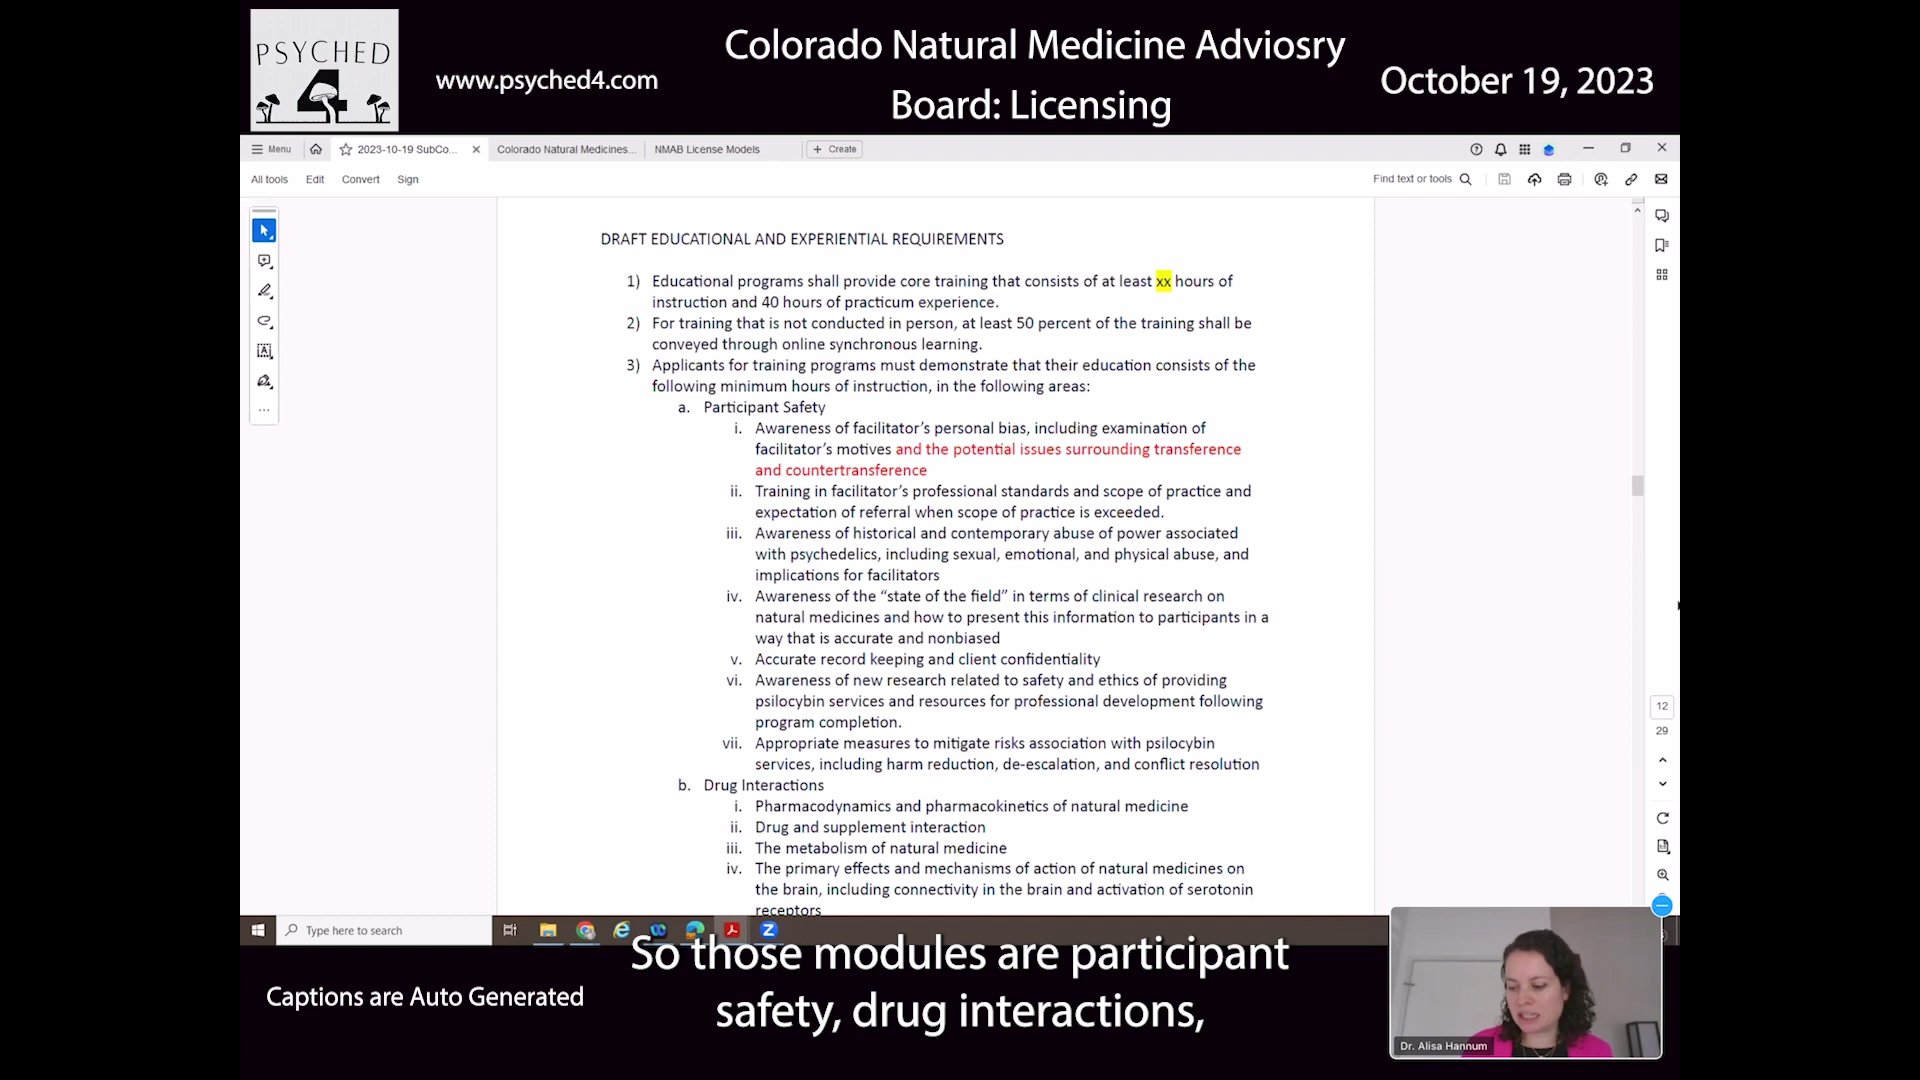 PSYCHED
4
www.psyched4.com
Colorado Natural Medicine Adviosry
Board: Licensing
October 19, 2023
Menu
2023-10-19 SubCo...
Colorado Natural Medicines...
NMAB License Models
+ Create
All tools
Edit
Convert
Sign
Find text or tools
DRAFT EDUCATIONAL AND EXPERIENTIAL REQUIREMENTS
1) Educational programs shall provide core training that consists of at least xx hours of
instruction and 40 hours of practicum experience.
2) For training that is not conducted in person, at least 50 percent of the training shall be
conveyed through online synchronous learning.
3) Applicants for training programs must demonstrate that their education consists of the
following minimum hours of instruction, in the following areas:
a. Participant Safety
i. Awareness of facilitator's personal bias, including examination of
facilitator's motives and the potential issues surrounding transference
and countertransference
ii. Training in facilitator's professional standards and scope of practice and
expectation of referral when scope of practice is exceeded.
iii. Awareness of historical and contemporary abuse of power associated
with psychedelics, including sexual, emotional, and physical abuse, and
implications for facilitators
iv. Awareness of the “state of the field” in terms of clinical research on
natural medicines and how to present this information to participants in a
way that is accurate and nonbiased
v. Accurate record keeping and client confidentiality
vi. Awareness of new research related to safety and ethics of providing
psilocybin services and resources for professional development following
program completion.
vii. Appropriate measures to mitigate risks association with psilocybin
services, including harm reduction, de-escalation, and conflict resolution
b. Drug Interactions
i. Pharmacodynamics and pharmacokinetics of natural medicine
ii. Drug and supplement interaction
iii. The metabolism of natural medicine
iv. The primary effects and mechanisms of action of natural medicines on
the brain, including connectivity in the brain and activation of serotonin
receptors
12
29
Type here to search
So those modules are participant
safety, drug interactions,
Captions are Auto Generated
Dr. Alisa Hannum